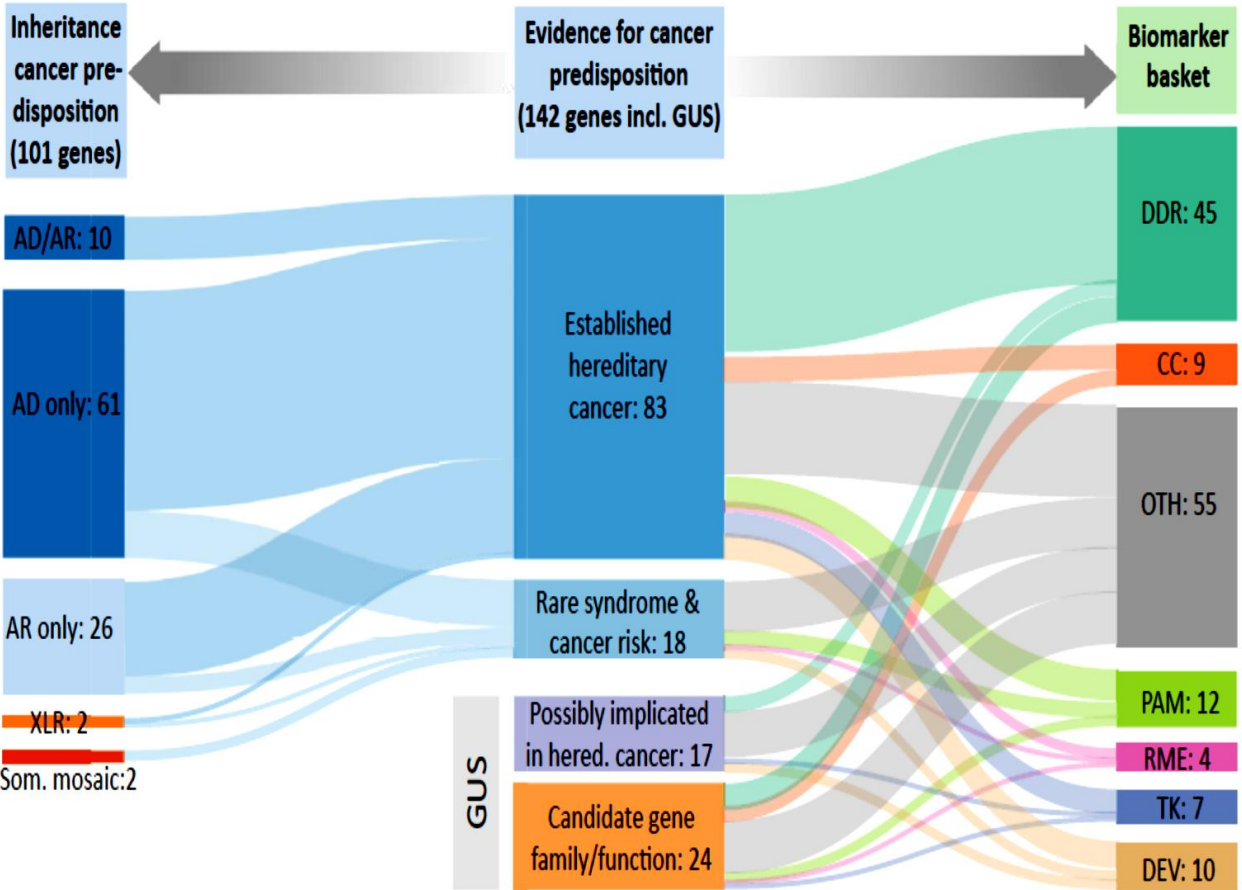 Inheritance
cancer pre-
disposition
(101 genes)
Evidence for cancer
predisposition
(142 genes incl. GUS)
Biomarker
basket
AD/AR: 10
AD only: 61
AR only: 26
XLR: 2
Som. mosaic:2
Established
hereditary
cancer: 83
Rare syndrome &
cancer risk: 18
GUS
Possibly implicated
in hered. cancer: 17
Candidate gene
family/function: 24
DDR: 45
CC: 9
OTH: 55
PAM: 12
RME: 4
TK: 7
DEV: 10